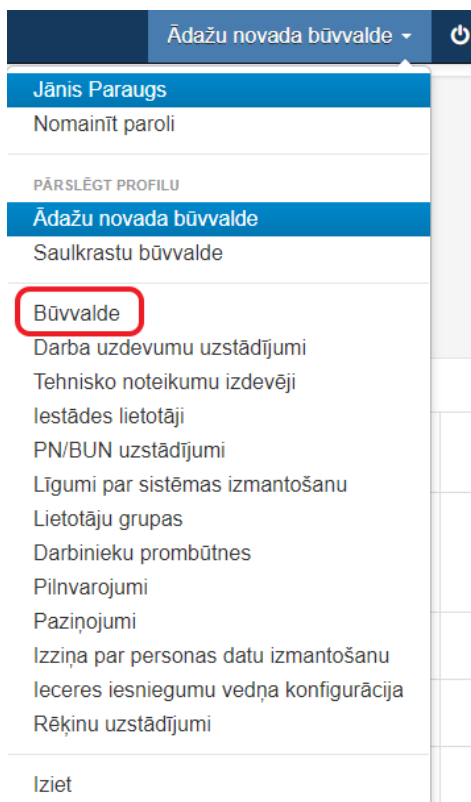 Ādažu novada būvvalde
Jānis Paraugs
Nomainīt paroli
PĀRSLĒGT PROFILU
Ādažu novada būvvalde
Saulkrastu būvvalde
Būvvalde
Darba uzdevumu uzstādījumi
Tehnisko noteikumu izdevēji
Iestādes lietotāji
PN/BUN uzstādījumi
Līgumi par sistēmas izmantošanu
Lietotāju grupas
Darbinieku prombūtnes
Pilnvarojumi
Paziņojumi
Izziņa par personas datu izmantošanu
Ieceres iesniegumu vedņa konfigurācija
Rēķinu uzstādījumi
Iziet